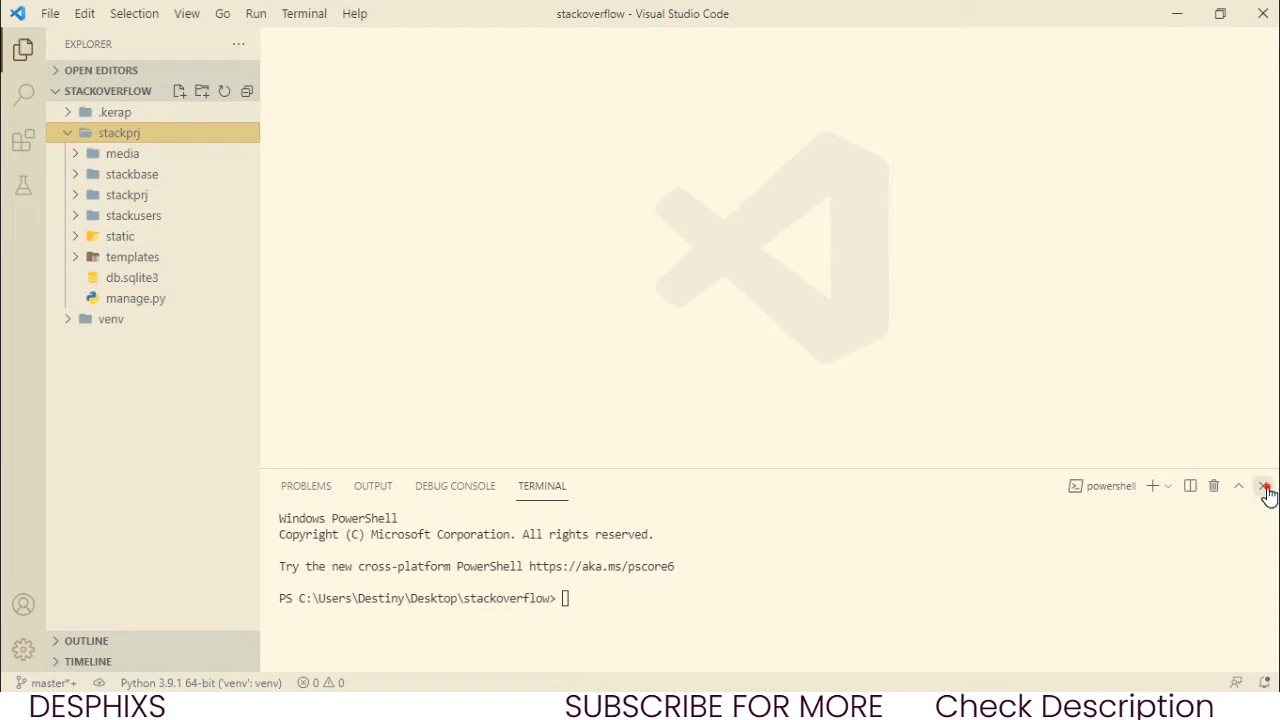 File Edit Selection View Go Run Terminal Help
stackoverflow - Visual Studio Code
EXPLORER
OPEN EDITORS
STACKOVERFLOW
.kerap
stackprj
media
stackbase
stackprj
stackusers
static
templates
db.sqlite3
manage.py
venv
OUTLINE
TIMELINE
PROBLEMS OUTPUT DEBUG CONSOLE TERMINAL
powershell
Windows PowerShell
Copyright (C) Microsoft Corporation. All rights reserved.
Try the new cross-platform PowerShell https://aka.ms/pscore6
PS C:\Users\Destiny\Desktop\stackoverflow>
master*+ Python 3.9.1 64-bit ('venv': venv) 0 0
DESPHIXS SUBSCRIBE FOR MORE Check Description